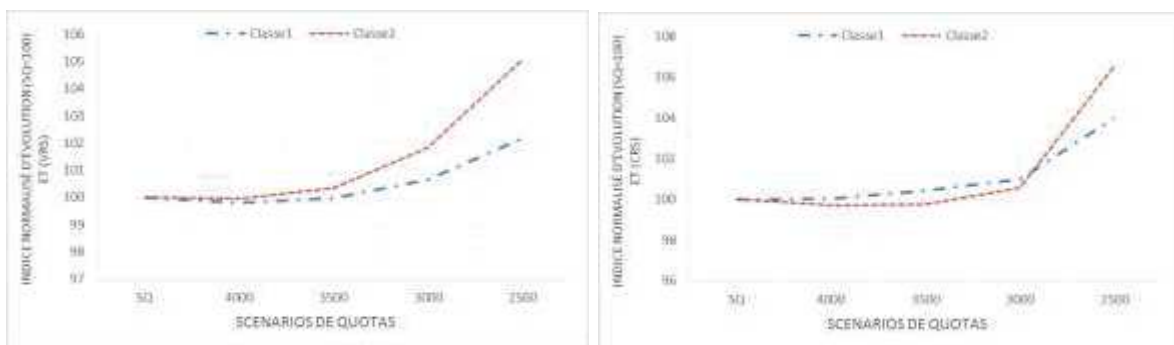 Classe1 Classe2
INDICE NORMALISÉ D'EVOLUTION (SQ=100)
ET (VRS)
106
105
104
103
102
101
100
99
98
97
SQ 4000 3500 3000 2500
SCENARIOS DE QUOTAS
Classe1 Classe2
INDICE NORMALISÉ D'EVOLUTION (SQ=100)
ET (CRS)
108
106
104
102
100
98
96
SQ 4000 3500 3000 2500
SCENARIOS DE QUOTAS